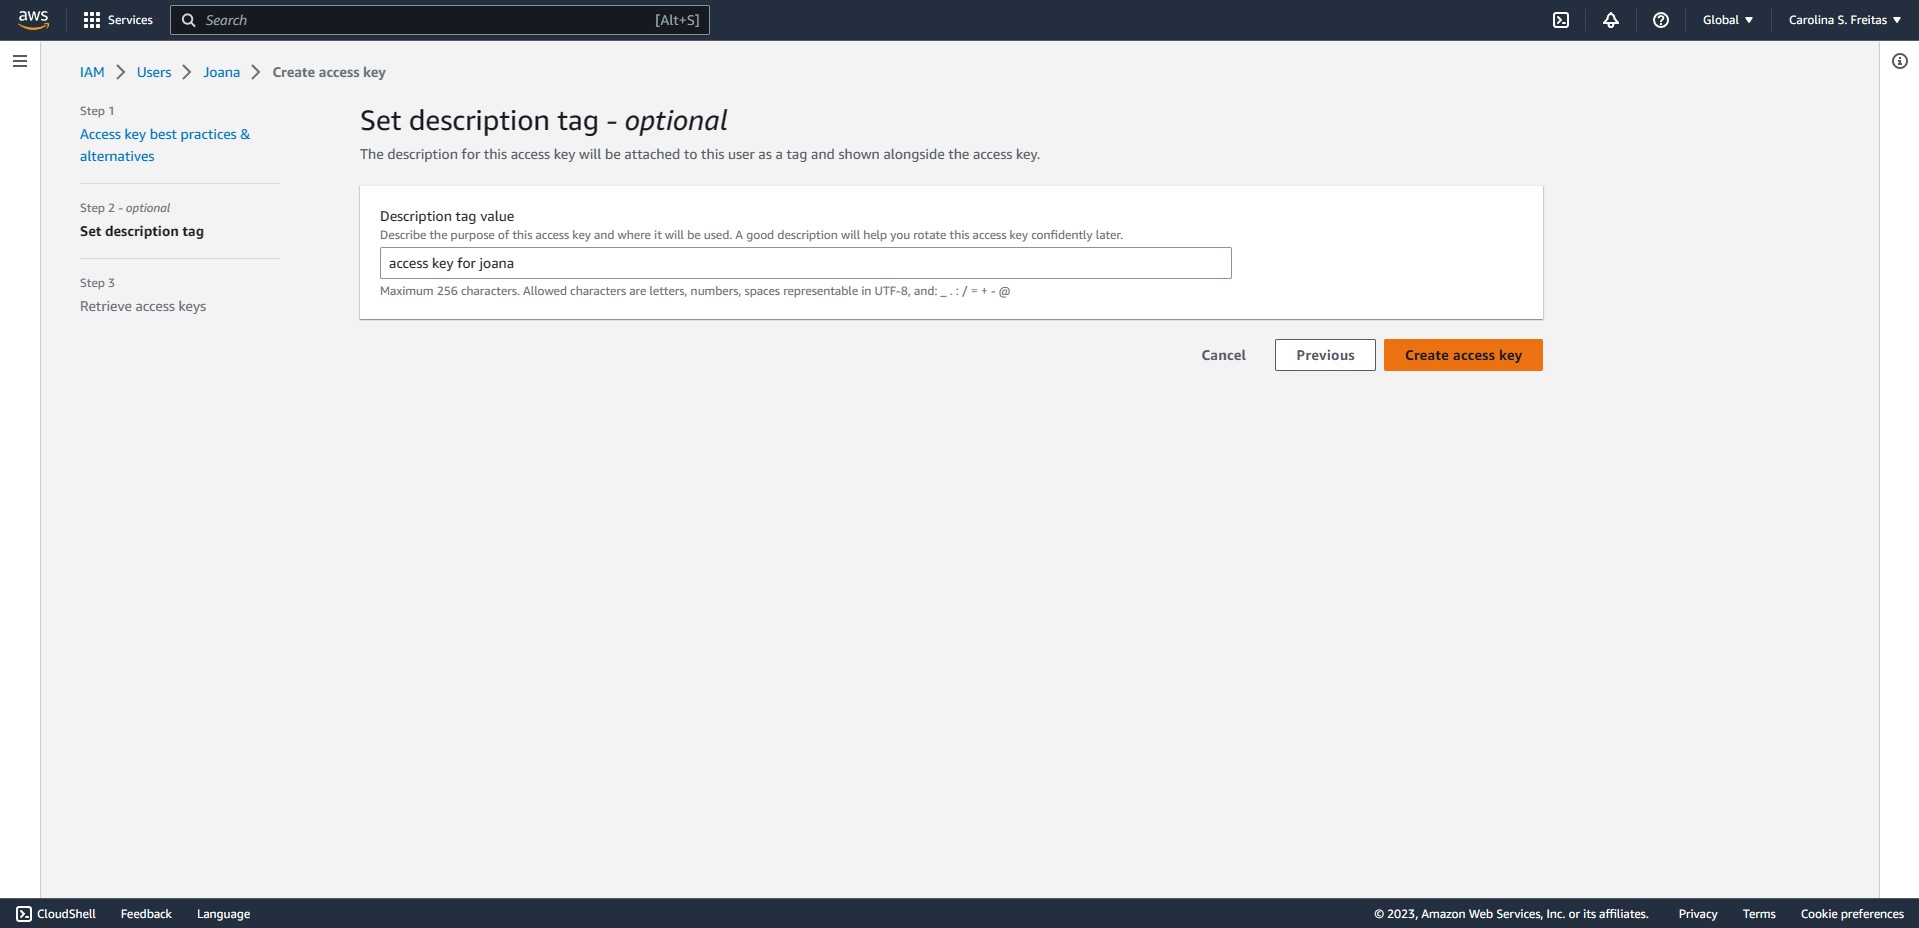 aws
Services
Search
[Alt+S]
Global
Carolina S. Freitas
IAM
Users
Joana
Create access key
Step 1
Access key best practices &
alternatives
Step 2 - optional
Set description tag
Step 3
Retrieve access keys
Set description tag - optional
The description for this access key will be attached to this user as a tag and shown alongside the access key.
Description tag value
Describe the purpose of this access key and where it will be used. A good description will help you rotate this access key confidently later.
access key for joana
Maximum 256 characters. Allowed characters are letters, numbers, spaces representable in UTF-8, and: _ . : / = + - @
Cancel
Previous
Create access key
CloudShell
Feedback
Language
© 2023, Amazon Web Services, Inc. or its affiliates.
Privacy
Terms
Cookie preferences